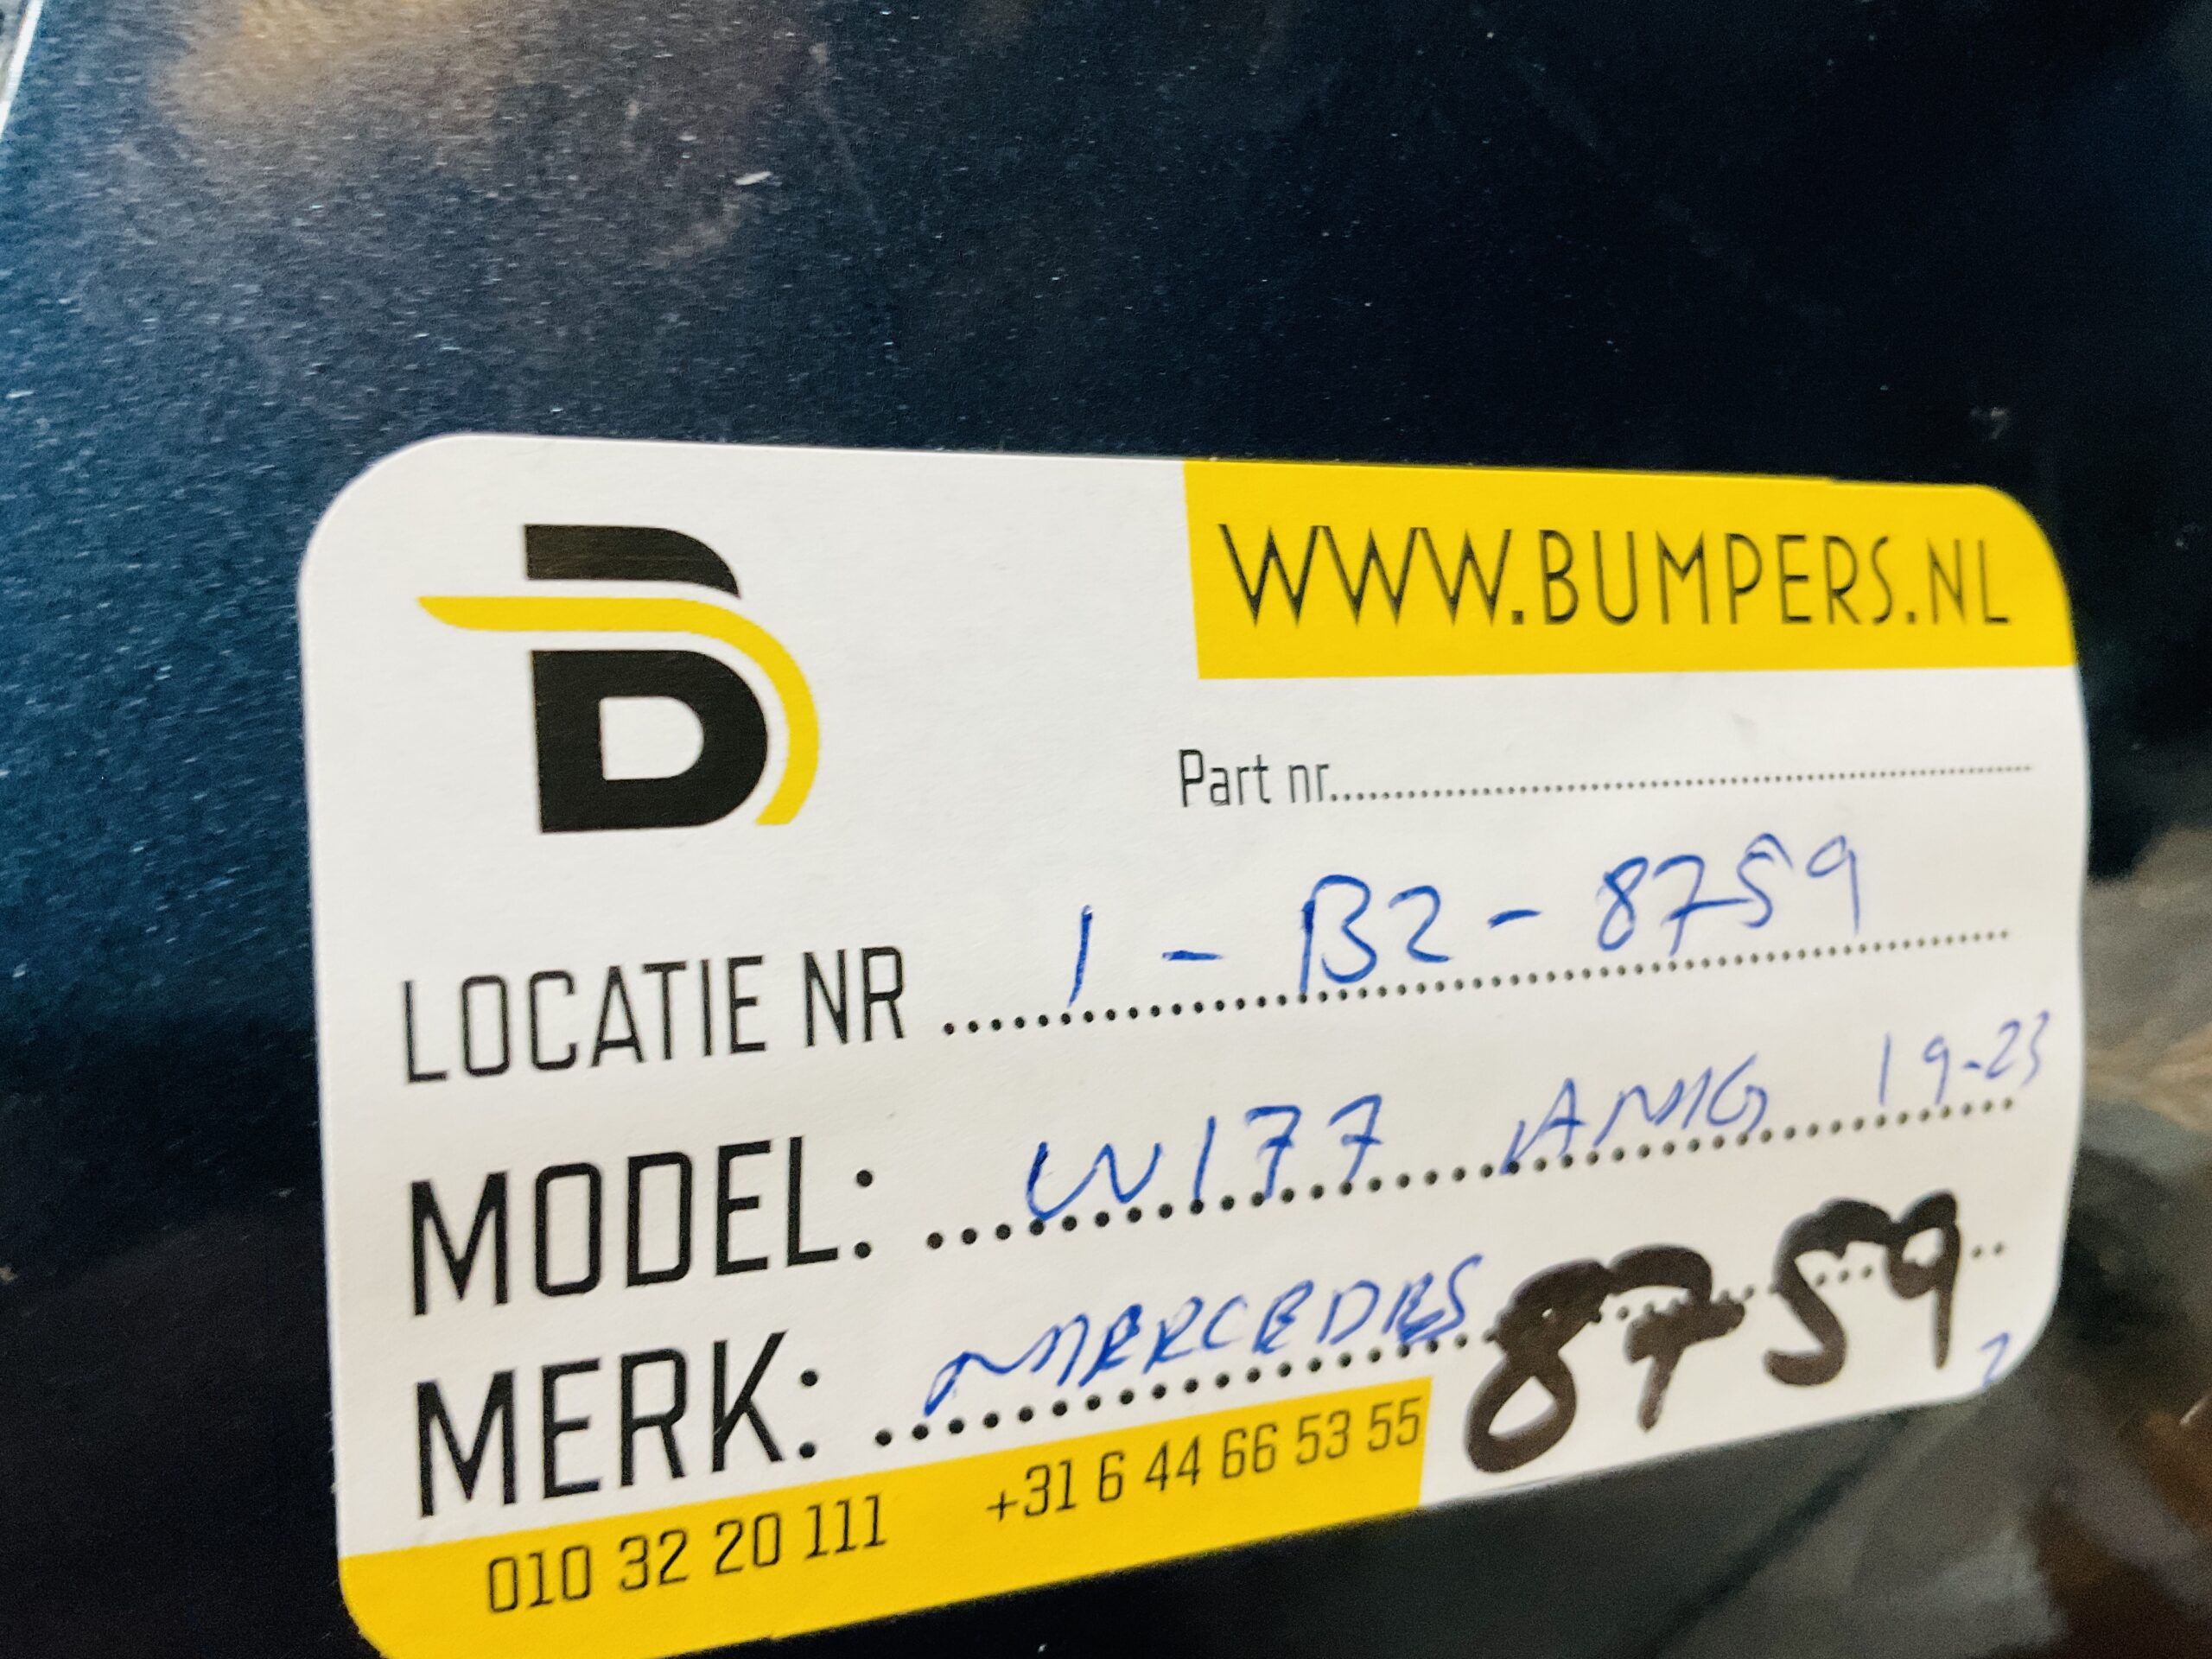 B
WWW.BUMPERS.NL
Part nr..............................
LOCATIE NR 1 - B2 - 8759
MODEL: W177 AMG 19-23
MERK: MERCEDES 8759
2
010 32 20 111 +31 6 44 66 53 55